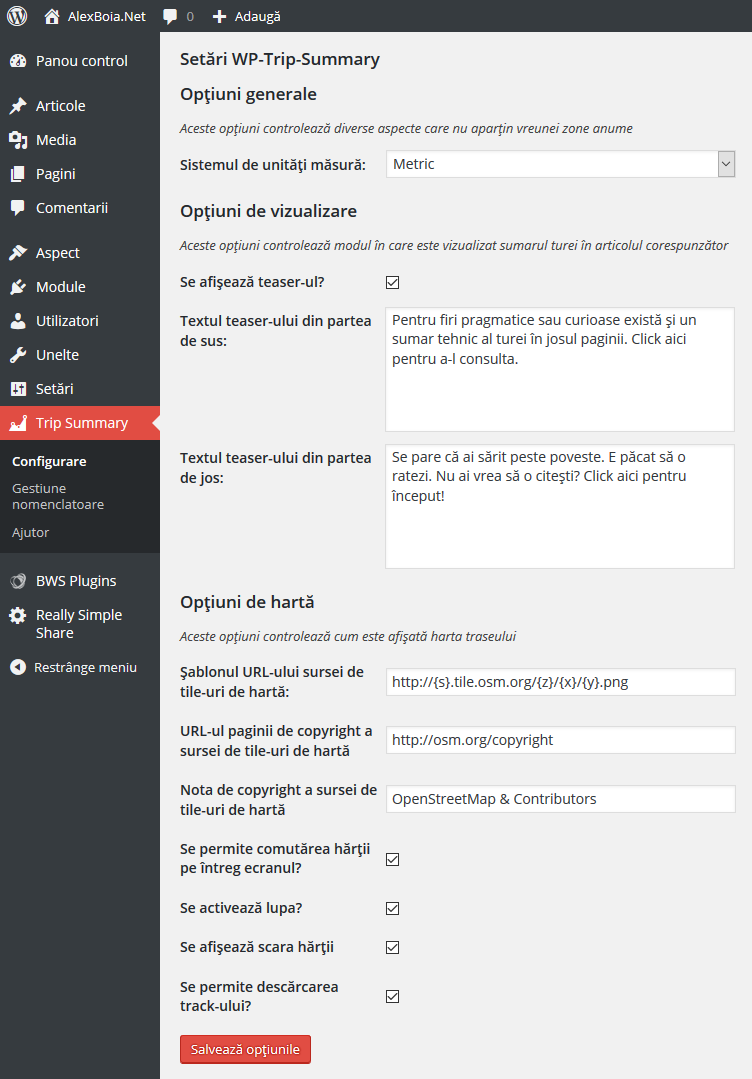 AlexBoia.Net 0 Adaugă
Panou control
Articole
Media
Pagini
Comentarii
Aspect
Module
Utilizatori
Unelte
Setări
Trip Summary
Configurare
Gestiune
nomenclatoare
Ajutor
BWS Plugins
Really Simple
Share
Restrânge meniu
Setări WP-Trip-Summary
Opţiuni generale
Aceste opţiuni controlează diverse aspecte care nu aparţin vreunei zone anume
Sistemul de unităţi măsură: Metric
Opţiuni de vizualizare
Aceste opţiuni controlează modul în care este vizualizat sumarul turei în articolul corespunzător
Se afişează teaser-ul?
Textul teaser-ului din partea
de sus:
Pentru firi pragmatice sau curioase există şi un
sumar tehnic al turei în josul paginii. Click aici
pentru a-l consulta.
Textul teaser-ului din partea
de jos:
Se pare că ai sărit peste poveste. E păcat să o
ratezi. Nu ai vrea să o citeşti? Click aici pentru
început!
Opţiuni de hartă
Aceste opţiuni controlează cum este afişată harta traseului
Şablonul URL-ului sursei de
tile-uri de hartă:
http://{s}.tile.osm.org/{z}/{x}/{y}.png
URL-ul paginii de copyright a
sursei de tile-uri de hartă
http://osm.org/copyright
Nota de copyright a sursei de
tile-uri de hartă
OpenStreetMap & Contributors
Se permite comutărea hărţii
pe întreg ecranul?
Se activează lupa?
Se afişează scara hărţii
Se permite descărcarea
track-ului?
Salvează opţiunile